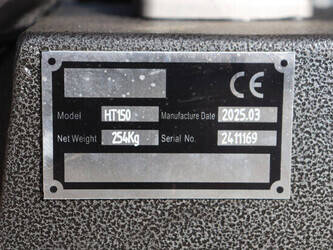 CE
Model HT150 Manufacture Date 2025.03
Net Weight 254Kg Serial No. 2411169